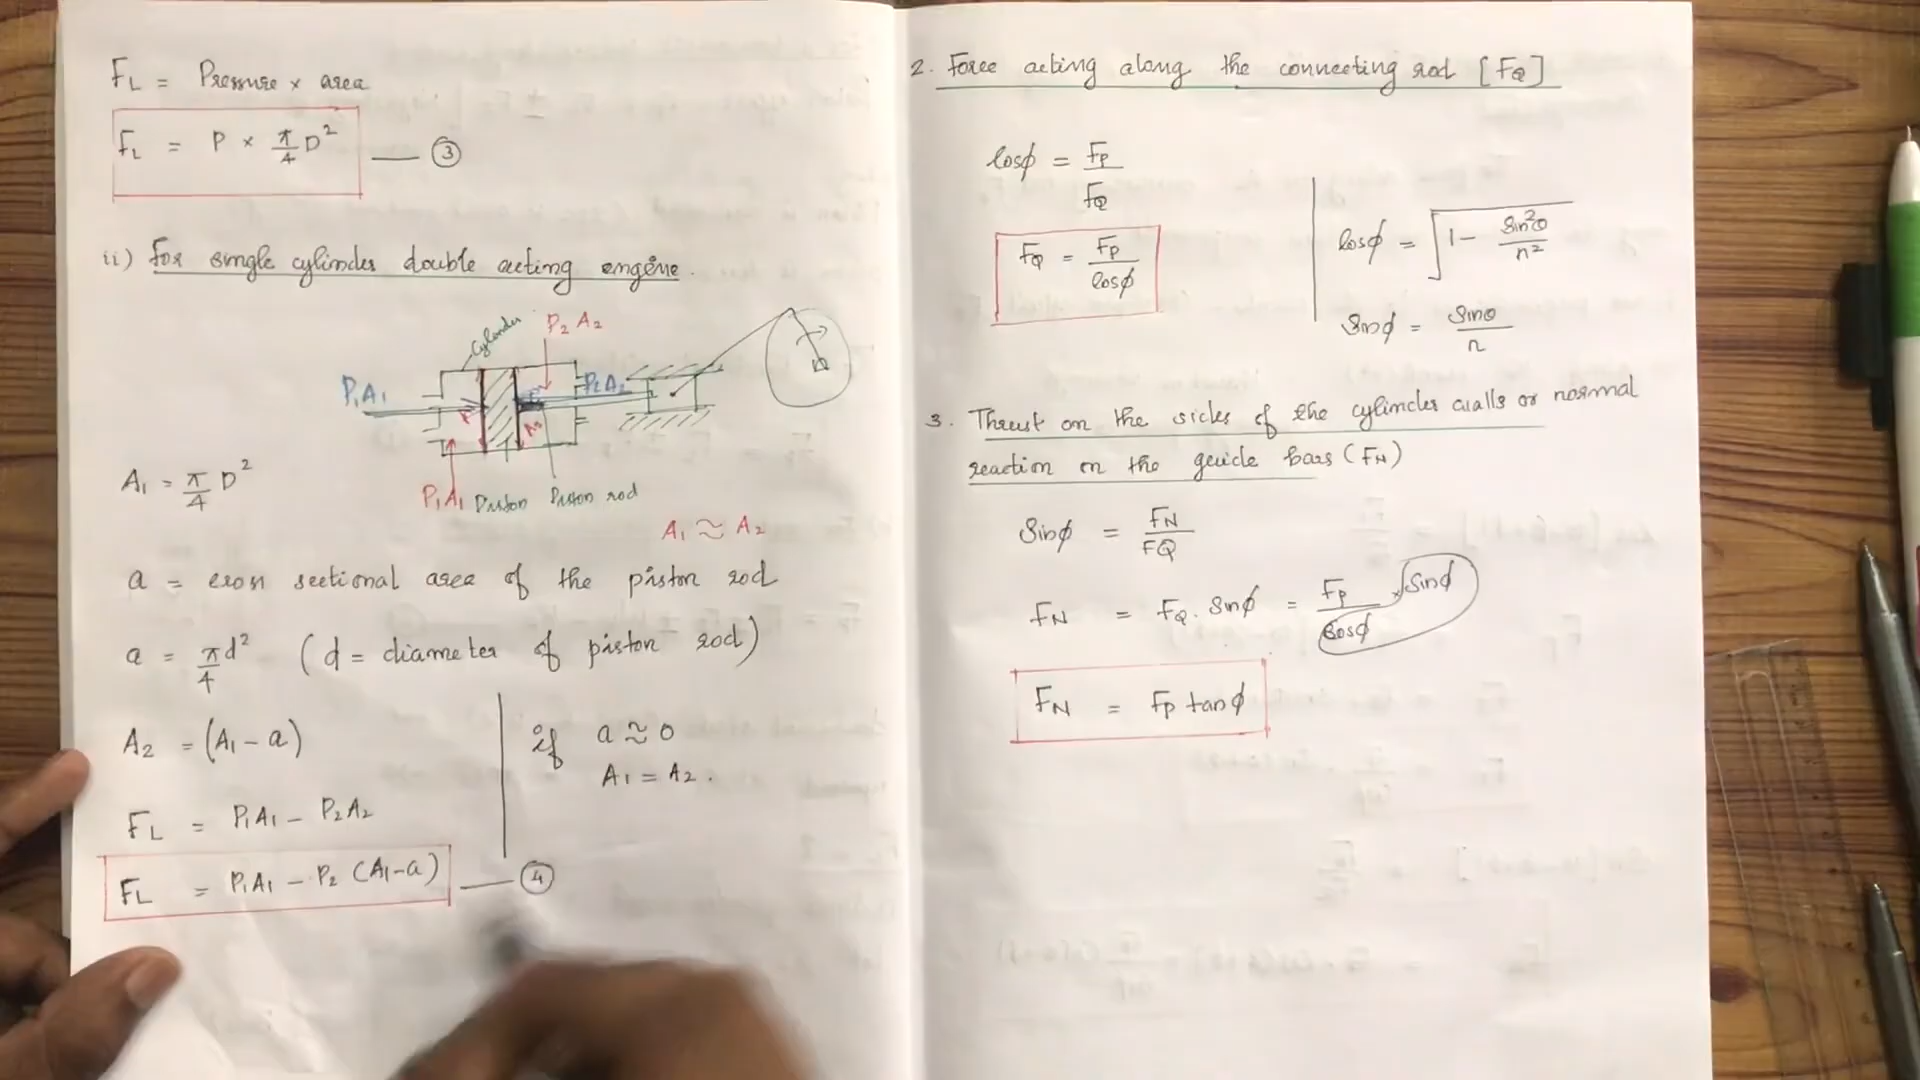 FL = Pressure × area
FL = P × π/4 D² — ③
ii) For single cylinder double acting engine.
Cylinder
P2 A2
P1A1
P2A2
A1 = π/4 D²
P1A1 Piston Piston rod
A1 ≈ A2
a = cross sectional area of the piston rod
a = π/4 d² (d = diameter of piston rod)
A2 = (A1 - a)
if a ≈ 0
A1 = A2.
FL = P1A1 - P2A2
FL = P1A1 - P2 (A1-a) — ④
2. Force acting along the connecting rod [FQ]
Cosϕ = FP/FQ
FQ = FP/Cosϕ
Cosϕ = √(1 - Sin²θ/n²)
Sinϕ = Sinθ/n
3. Thrust on the sides of the cylinder walls or normal
reaction on the guide bars (FN)
Sinϕ = FN/FQ
FN = FQ. Sinϕ = FP/Cosϕ × Sinϕ
FN = FP tanϕ